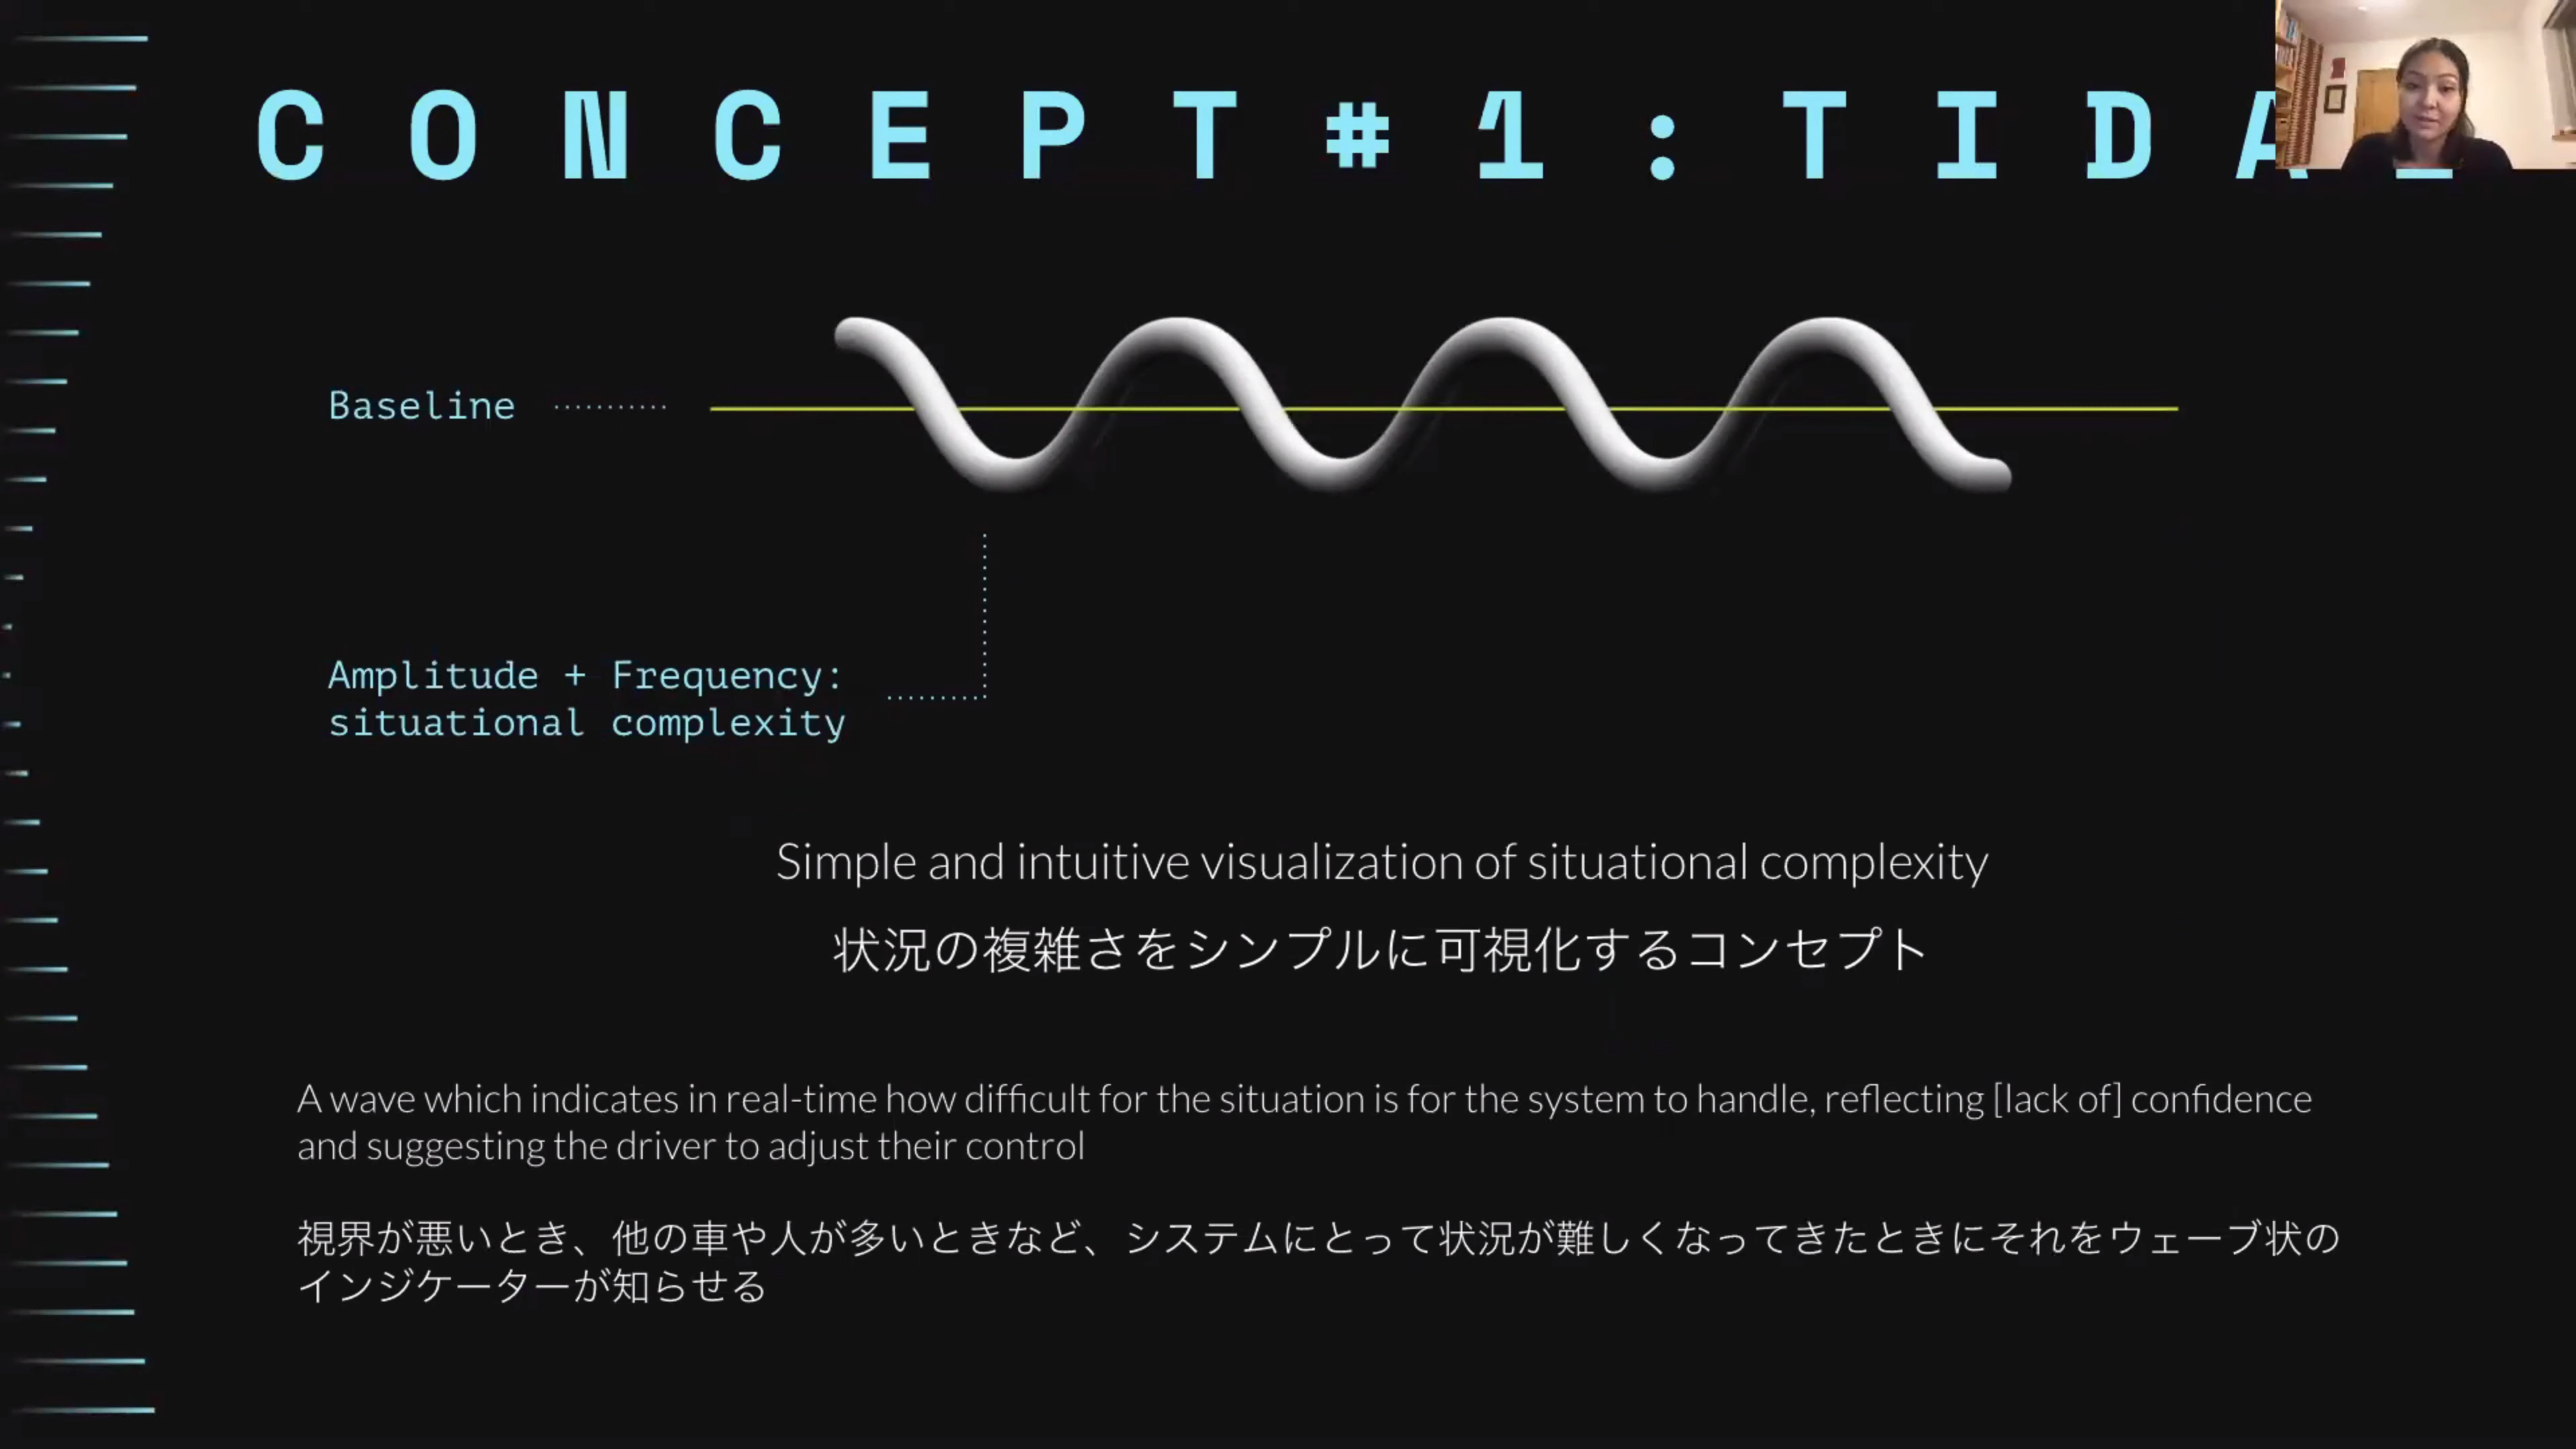 CONCEPT#1:TIDA
Baseline
Amplitude + Frequency:
situational complexity
Simple and intuitive visualization of situational complexity
状況の複雑さをシンプルに可視化するコンセプト
A wave which indicates in real-time how difficult for the situation is for the system to handle, reflecting [lack of] confidence
and suggesting the driver to adjust their control
視界が悪いとき、他の車や人が多いときなど、システムにとって状況が難しくなってきたときにそれをウェーブ状の
インジケーターが知らせる